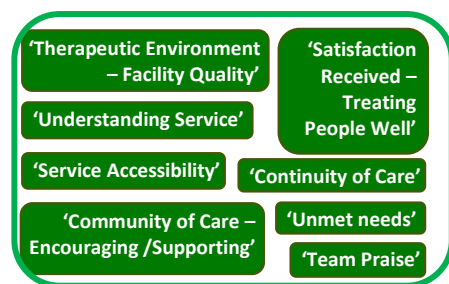 ‘Therapeutic Environment
– Facility Quality’
‘Satisfaction
Received –
Treating
People Well’
‘Understanding Service’
‘Service Accessibility’
‘Continuity of Care’
‘Community of Care –
Encouraging /Supporting’
‘Unmet needs’
‘Team Praise’